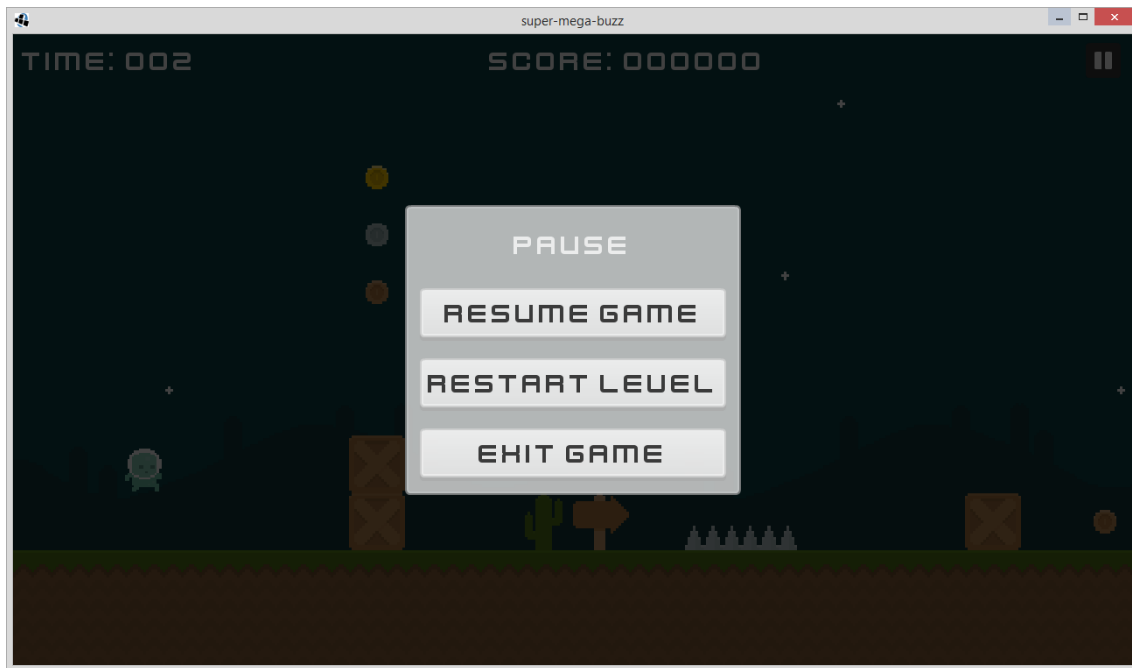 super-mega-buzz
TIME: 002 SCORE: 000000
PAUSE
RESUME GAME
RESTART LEVEL
EXIT GAME